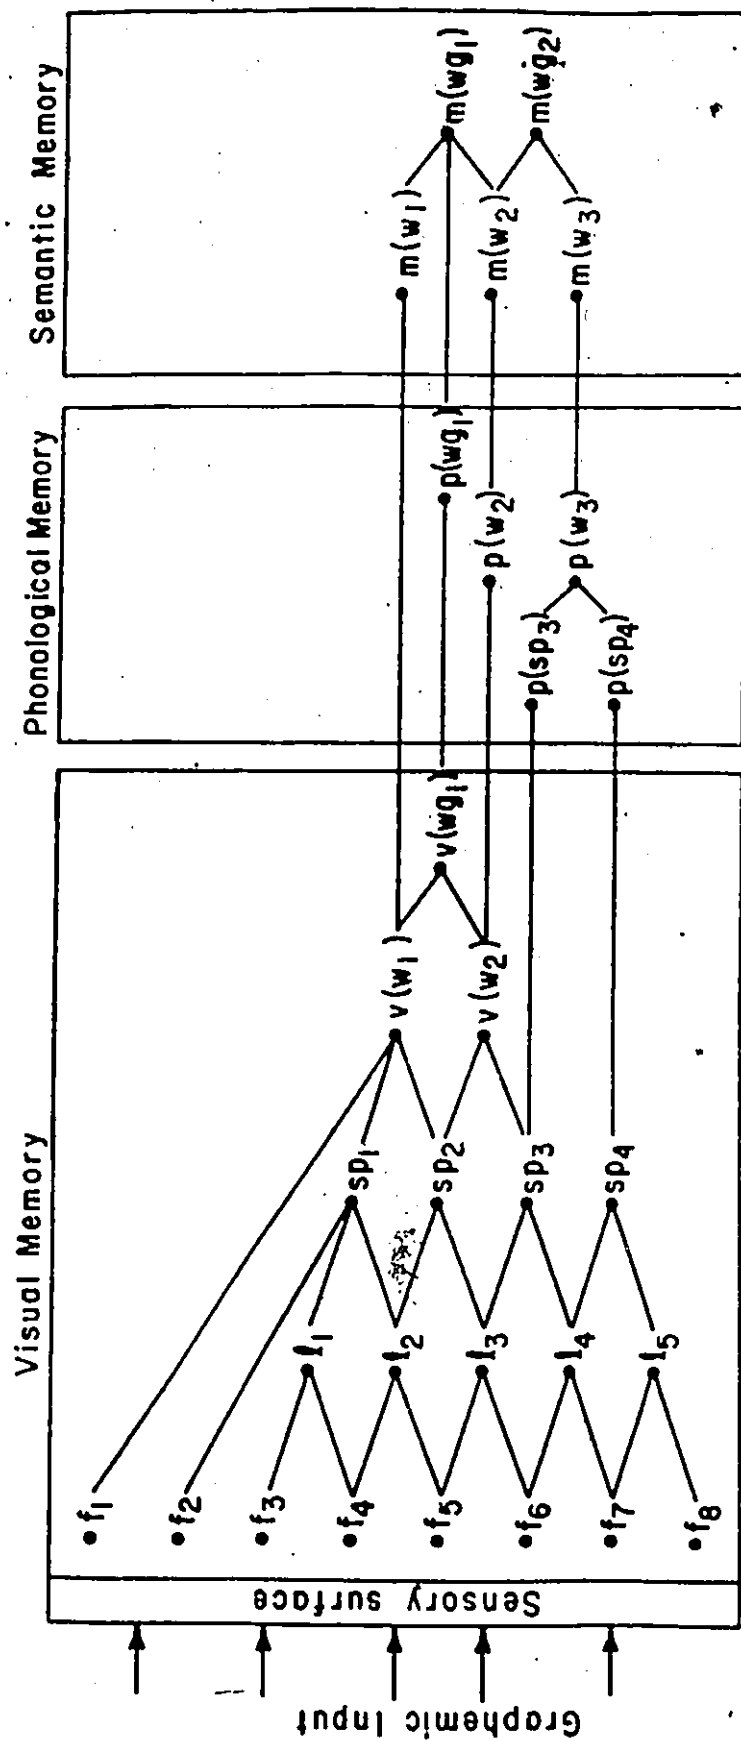 Visual Memory
Phonological Memory
Semantic Memory
Graphemic Input
Sensory surface
f1
f2
f3
f4
f5
f6
f7
f8
l1
l2
l3
l4
l5
sp1
sp2
sp3
sp4
v(w1)
v(w2)
v(wg1)
p(sp3)
p(sp4)
p(w2)
p(w3)
p(wg1)
m(w1)
m(w2)
m(w3)
m(wg1)
m(wg2)